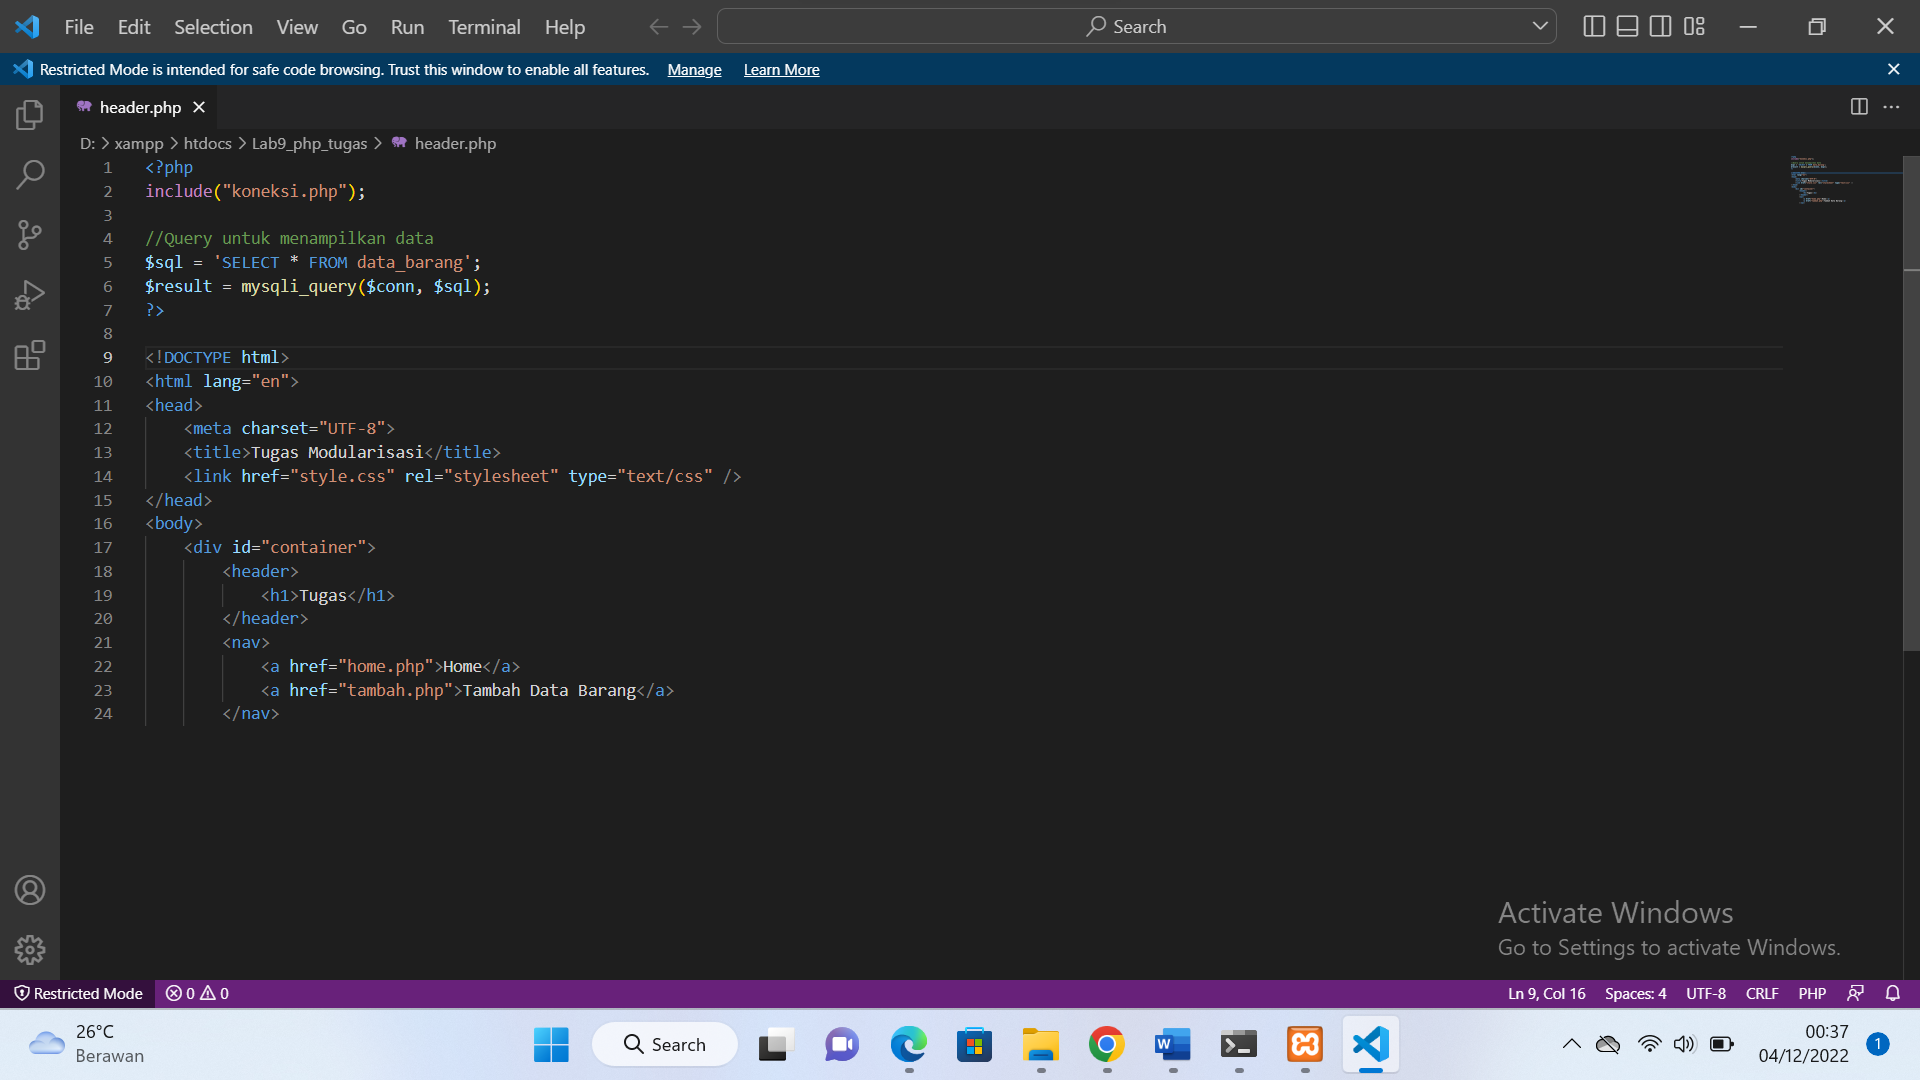 File Edit Selection View Go Run Terminal Help Search
Restricted Mode is intended for safe code browsing. Trust this window to enable all features. Manage Learn More
header.php
D: > xampp > htdocs > Lab9_php_tugas > header.php
1 <?php
2 include("koneksi.php");
3
4 //Query untuk menampilkan data
5 $sql = 'SELECT * FROM data_barang';
6 $result = mysqli_query($conn, $sql);
7 ?>
8
9 <!DOCTYPE html>
10 <html lang="en">
11 <head>
12 <meta charset="UTF-8">
13 <title>Tugas Modularisasi</title>
14 <link href="style.css" rel="stylesheet" type="text/css" />
15 </head>
16 <body>
17 <div id="container">
18 <header>
19 <h1>Tugas</h1>
20 </header>
21 <nav>
22 <a href="home.php">Home</a>
23 <a href="tambah.php">Tambah Data Barang</a>
24 </nav>
Activate Windows
Go to Settings to activate Windows.
Restricted Mode 0 0 Ln 9, Col 16 Spaces: 4 UTF-8 CRLF PHP
26°C
Berawan
Search
00:37
04/12/2022
1